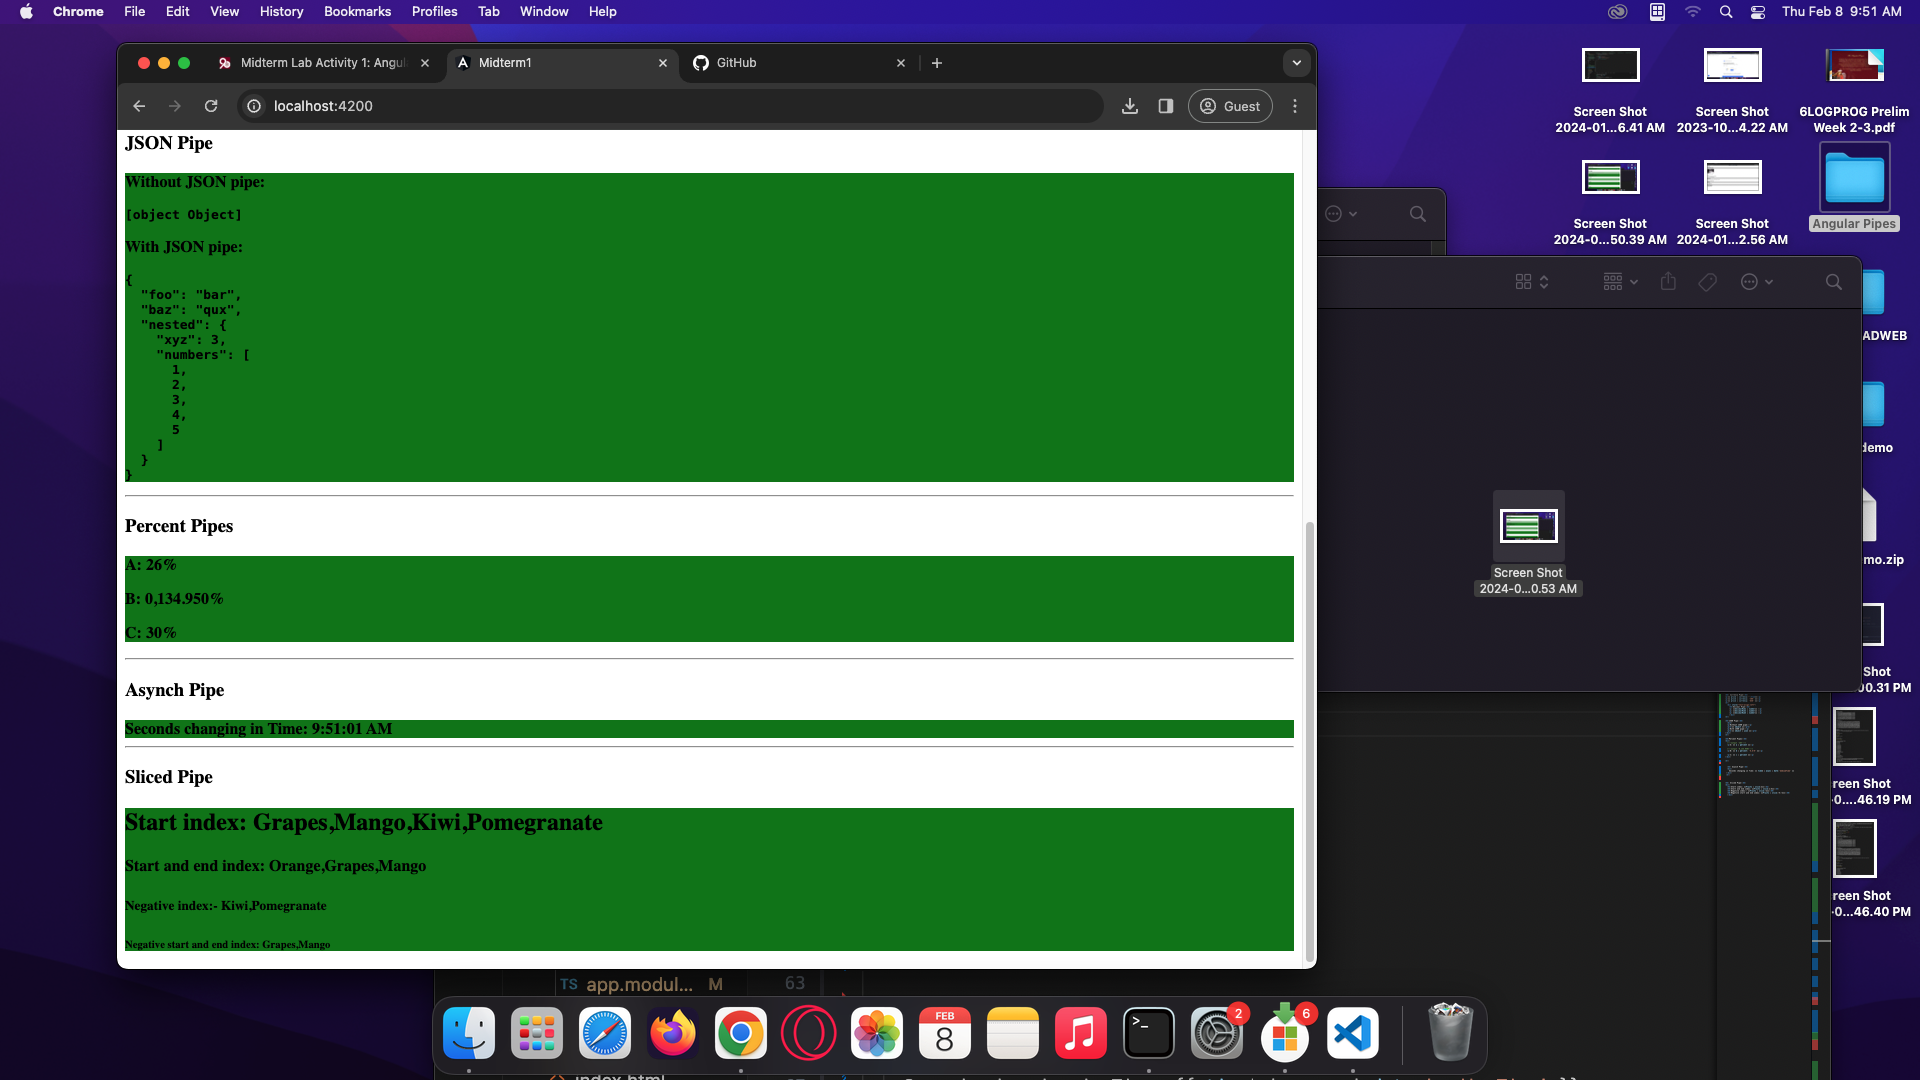 Chrome File Edit View History Bookmarks Profiles Tab Window Help Thu Feb 8 9:51 AM
Midterm Lab Activity 1: Angul
Midterm1
GitHub
localhost:4200
Guest
JSON Pipe
Without JSON pipe:
[object Object]
With JSON pipe:
{
"foo": "bar",
"baz": "qux",
"nested": {
"xyz": 3,
"numbers": [
1,
2,
3,
4,
5
]
}
}
Percent Pipes
A: 26%
B: 0,134.950%
C: 30%
Asynch Pipe
Seconds changing in Time: 9:51:01 AM
Sliced Pipe
Start index: Grapes,Mango,Kiwi,Pomegranate
Start and end index: Orange,Grapes,Mango
Negative index:- Kiwi,Pomegranate
Negative start and end index: Grapes,Mango
Screen Shot
2024-01...6.41 AM
Screen Shot
2023-10...4.22 AM
6LOGPROG Prelim
Week 2-3.pdf
Screen Shot
2024-0...50.39 AM
Screen Shot
2024-01...2.56 AM
Angular Pipes
ADWEB
demo
mo.zip
Screen Shot
2024-0...0.53 AM
Shot
00.31 PM
reen Shot
-0....46.19 PM
reen Shot
-0...46.40 PM
TS app.modul... M 63
FEB
8
2
6
index.html